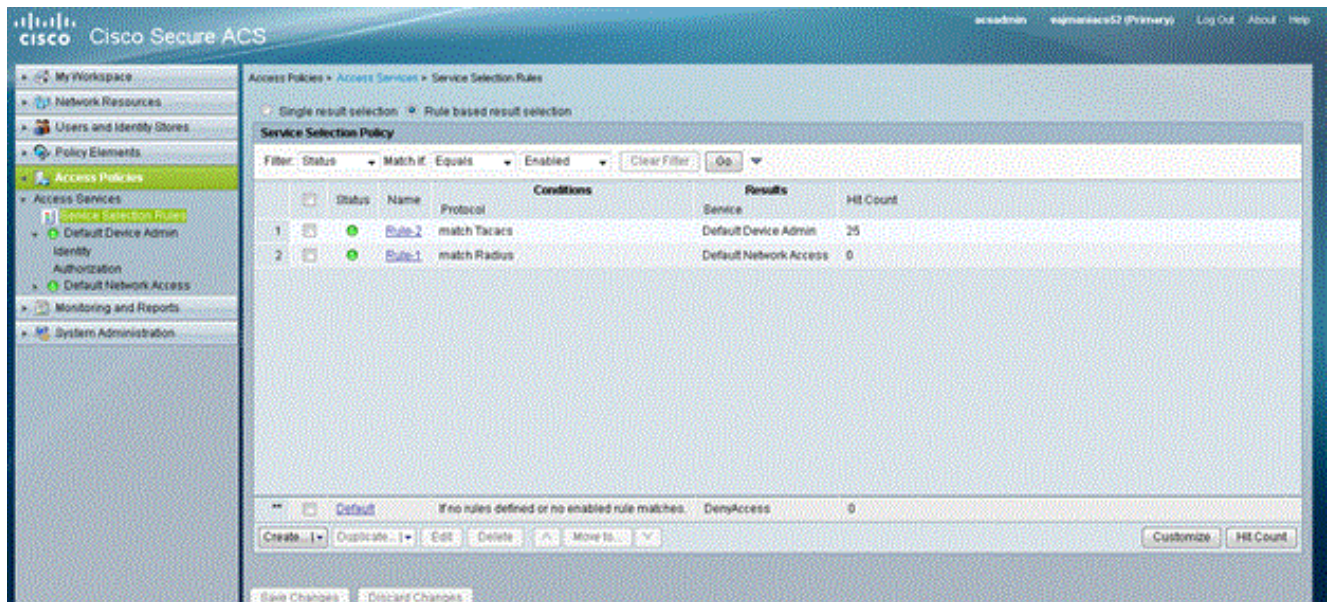 cisco Cisco Secure ACS
acsadmin (Primary) Log Out About Help
My Workspace
Network Resources
Users and Identity Stores
Policy Elements
Access Policies
Access Services
Service Selection Rules
Default Device Admin
Identity
Authorization
Default Network Access
Monitoring and Reports
System Administration
Access Policies > Access Services > Service Selection Rules
Single result selection Rule based result selection
Service Selection Policy
Filter: Status Match if: Equals Enabled Clear Filter Go
Conditions Results
Status Name Protocol Service Hit Count
1 Rule-2 match Tacacs Default Device Admin 25
2 Rule-1 match Radius Default Network Access 0
** Default If no rules defined or no enabled rule matches. DenyAccess 0
Create... Duplicate... Edit Delete Move to... Customize Hit Count
Save Changes Discard Changes